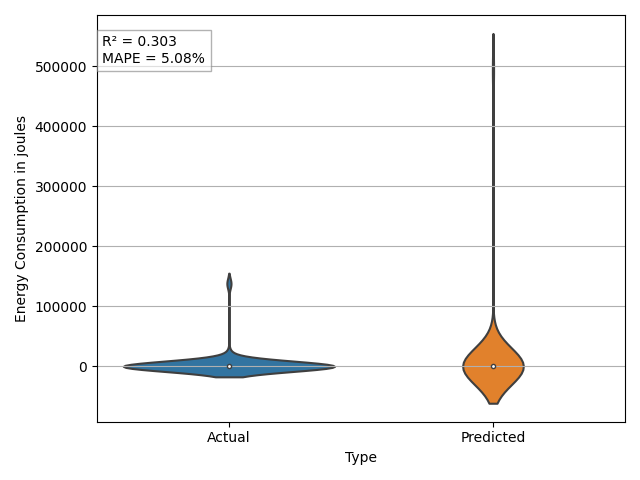 R² = 0.303
MAPE = 5.08%
500000
400000
300000
200000
100000
0
Energy Consumption in joules
Actual
Predicted
Type